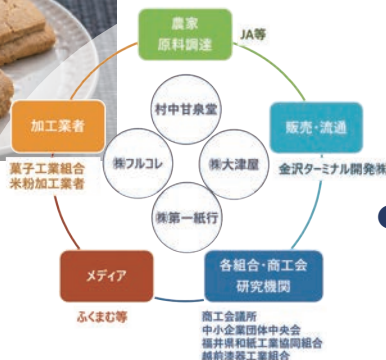 農家
原料調達
JA等
村中甘泉堂
加工業者
販売・流通
㈱フルコレ
㈱大津屋
菓子工業組合
米粉加工業者
金沢ターミナル開発㈱
㈱第一紙行
メディア
各組合・商工会
研究機関
ふくまむ等
商工会議所
中小企業団体中央会
福井県和紙工業協同組合
越前漆器工業組合